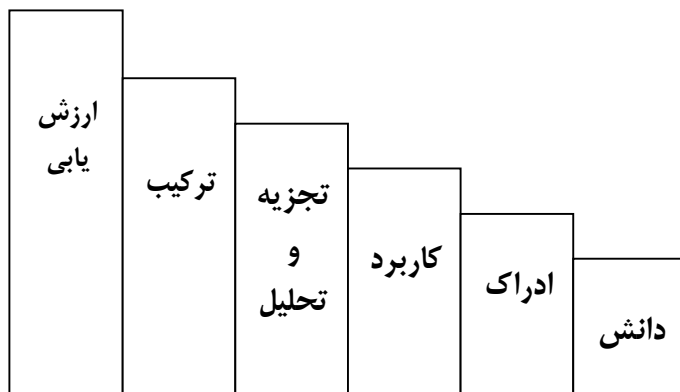 ارزش
یابی
ترکیب
تجزیه
و
تحلیل
کاربرد
ادراک
دانش